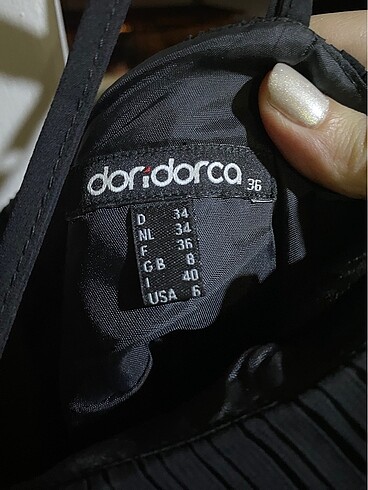 doridorca 36
D 34
NL 34
F 36
GB 8
I 40
USA 6